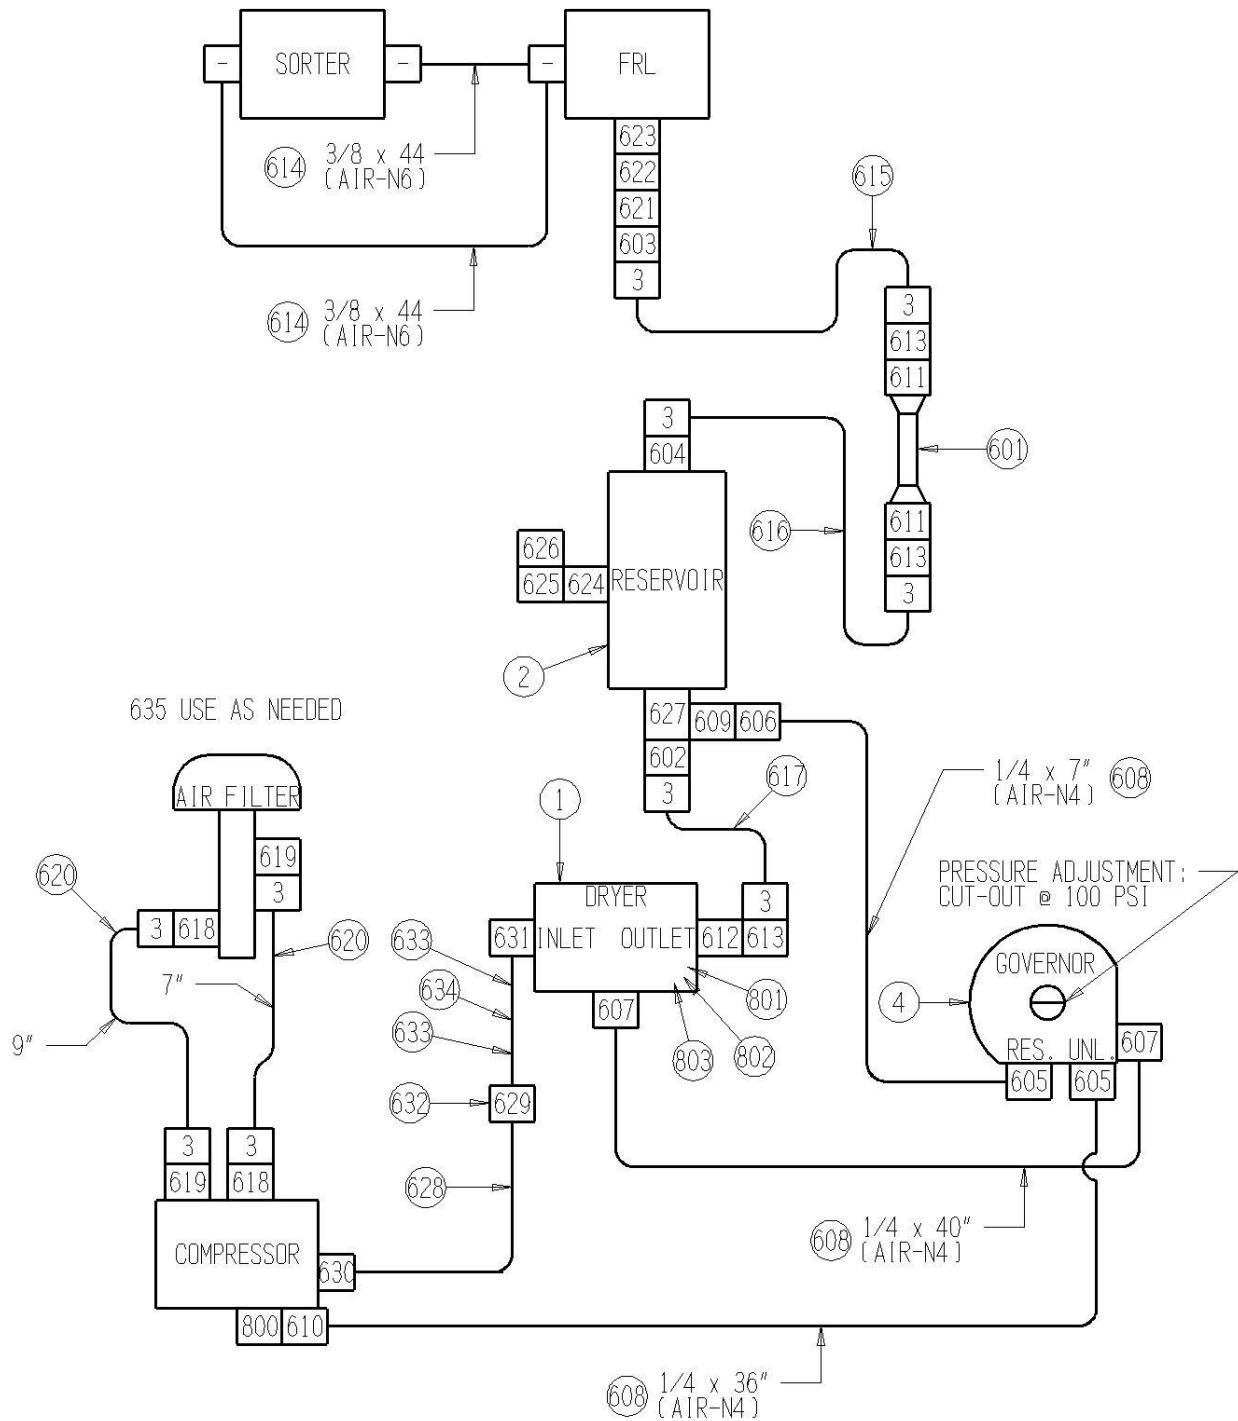 SORTER
FRL
-
-
-
623
622
621
603
3
614
3/8 x 44
(AIR-N6)
614
3/8 x 44
(AIR-N6)
615
3
613
611
601
611
613
3
3
604
616
626
625
624
RESERVOIR
2
627
609
606
602
3
617
635 USE AS NEEDED
AIR FILTER
619
3
620
3
618
620
7"
9"
1
DRYER
INLET
OUTLET
631
612
613
3
607
801
802
803
633
634
633
632
629
628
1/4 x 7"
(AIR-N4)
608
PRESSURE ADJUSTMENT:
CUT-OUT @ 100 PSI
GOVERNOR
4
RES.
UNL.
607
605
605
3
3
619
618
COMPRESSOR
630
800
610
608
1/4 x 40"
(AIR-N4)
608
1/4 x 36"
(AIR-N4)